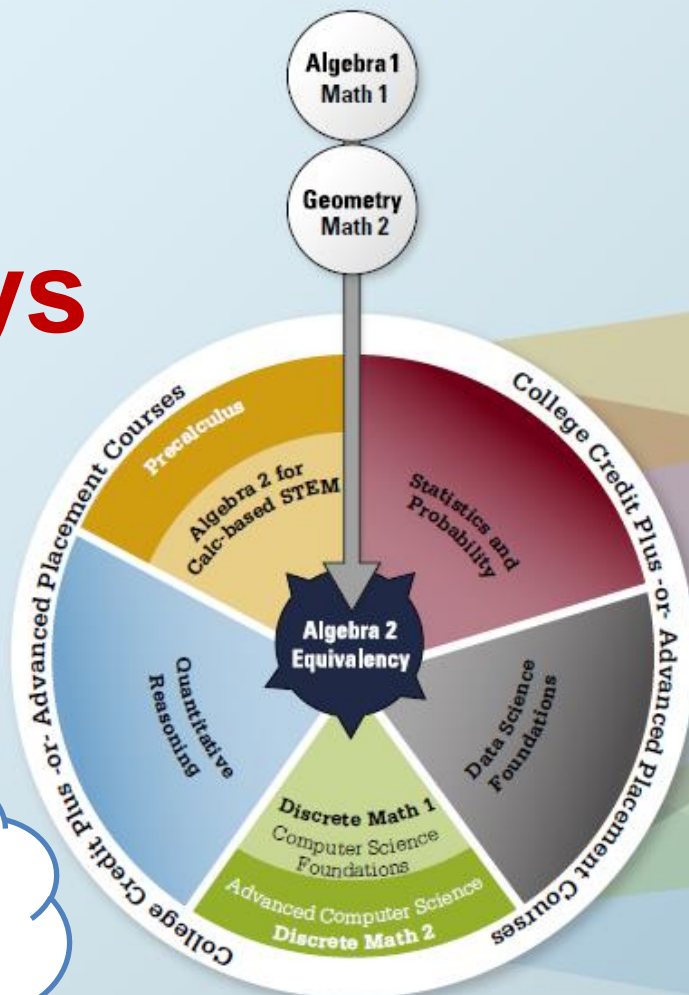 Algebra 1
Math 1
Geometry
Math 2
ys
College Credit Plus -or- Advanced Placement Courses
College Credit Plus -or- Advanced Placement Courses
Precalculus
Algebra 2 for
Calc-based STEM
Statistics and
Probability
Algebra 2
Equivalency
Quantitative
Reasoning
Data Science
Foundations
Discrete Math 1
Computer Science
Foundations
Advanced Computer Science
Discrete Math 2